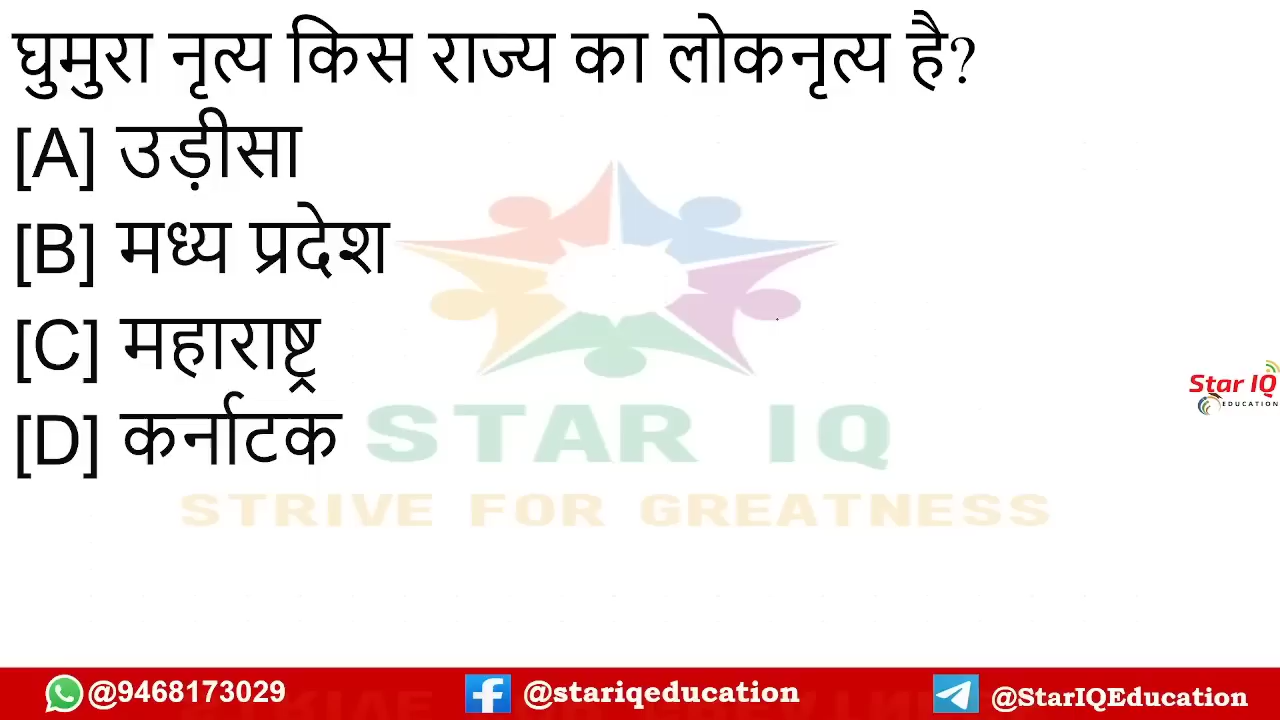 घुमुरा नृत्य किस राज्य का लोकनृत्य है?
[A] उड़ीसा
[B] मध्य प्रदेश
[C] महाराष्ट्र
[D] कर्नाटक
Star IQ
EDUCATION
STAR IQ
STRIVE FOR GREATNESS
@9468173029 @stariqeducation @StarIQEducation